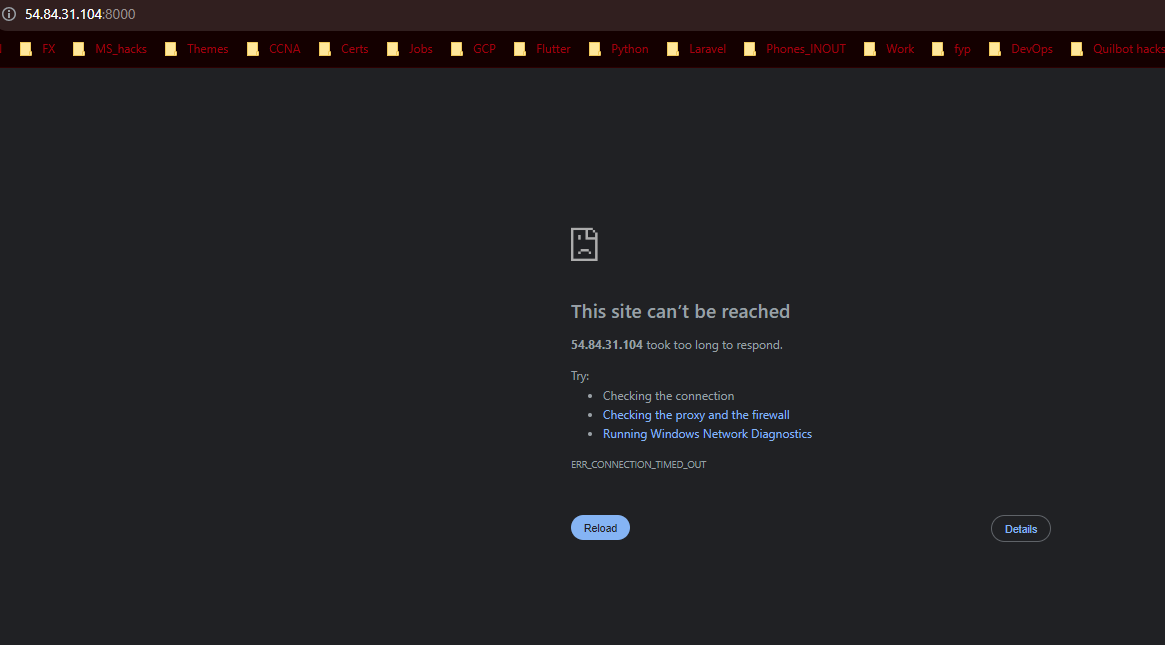 54.84.31.104:8000
FX MS_hacks Themes CCNA Certs Jobs GCP Flutter Python Laravel Phones_INOUT Work fyp DevOps Quilbot hacks
This site can’t be reached
54.84.31.104 took too long to respond.
Try:
Checking the connection
Checking the proxy and the firewall
Running Windows Network Diagnostics
ERR_CONNECTION_TIMED_OUT
Reload Details